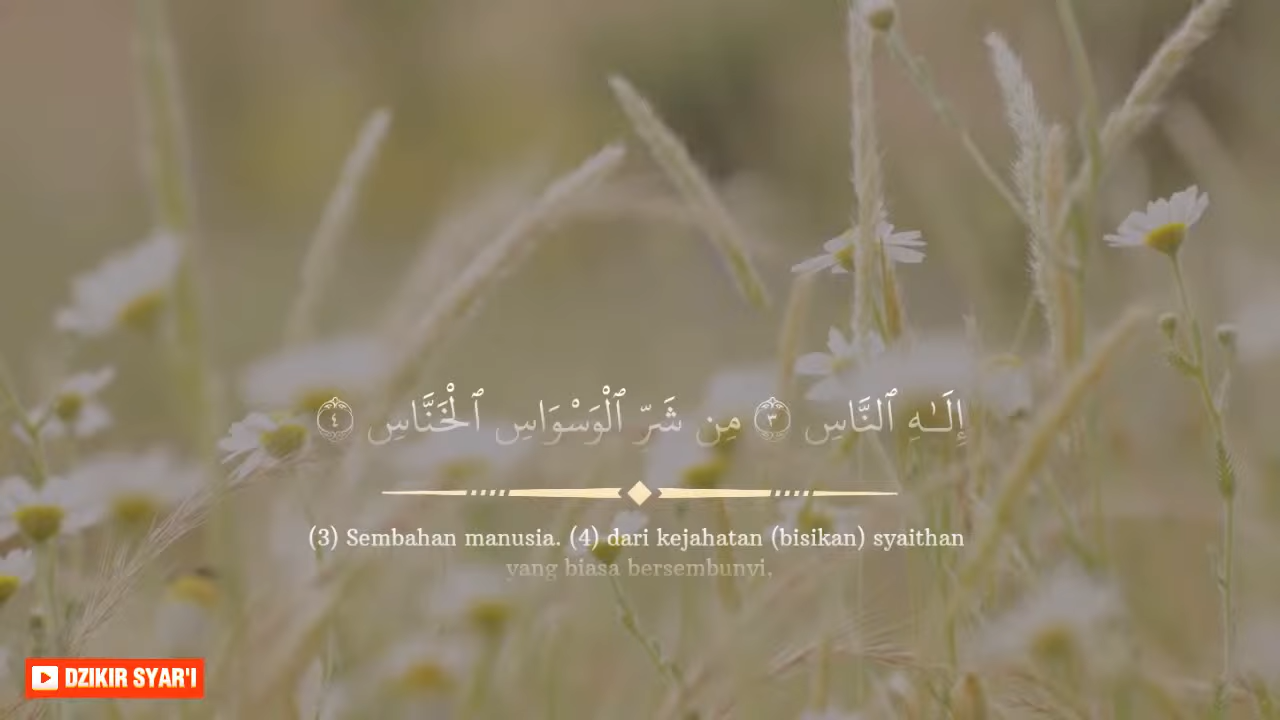 إِلَـٰهِ ٱلنَّاسِ ٣ مِن شَرِّ ٱلْوَسْوَاسِ ٱلْخَنَّاسِ ٤
(3) Sembahan manusia. (4) dari kejahatan (bisikan) syaithan
yang biasa bersembunyi,
DZIKIR SYAR'I